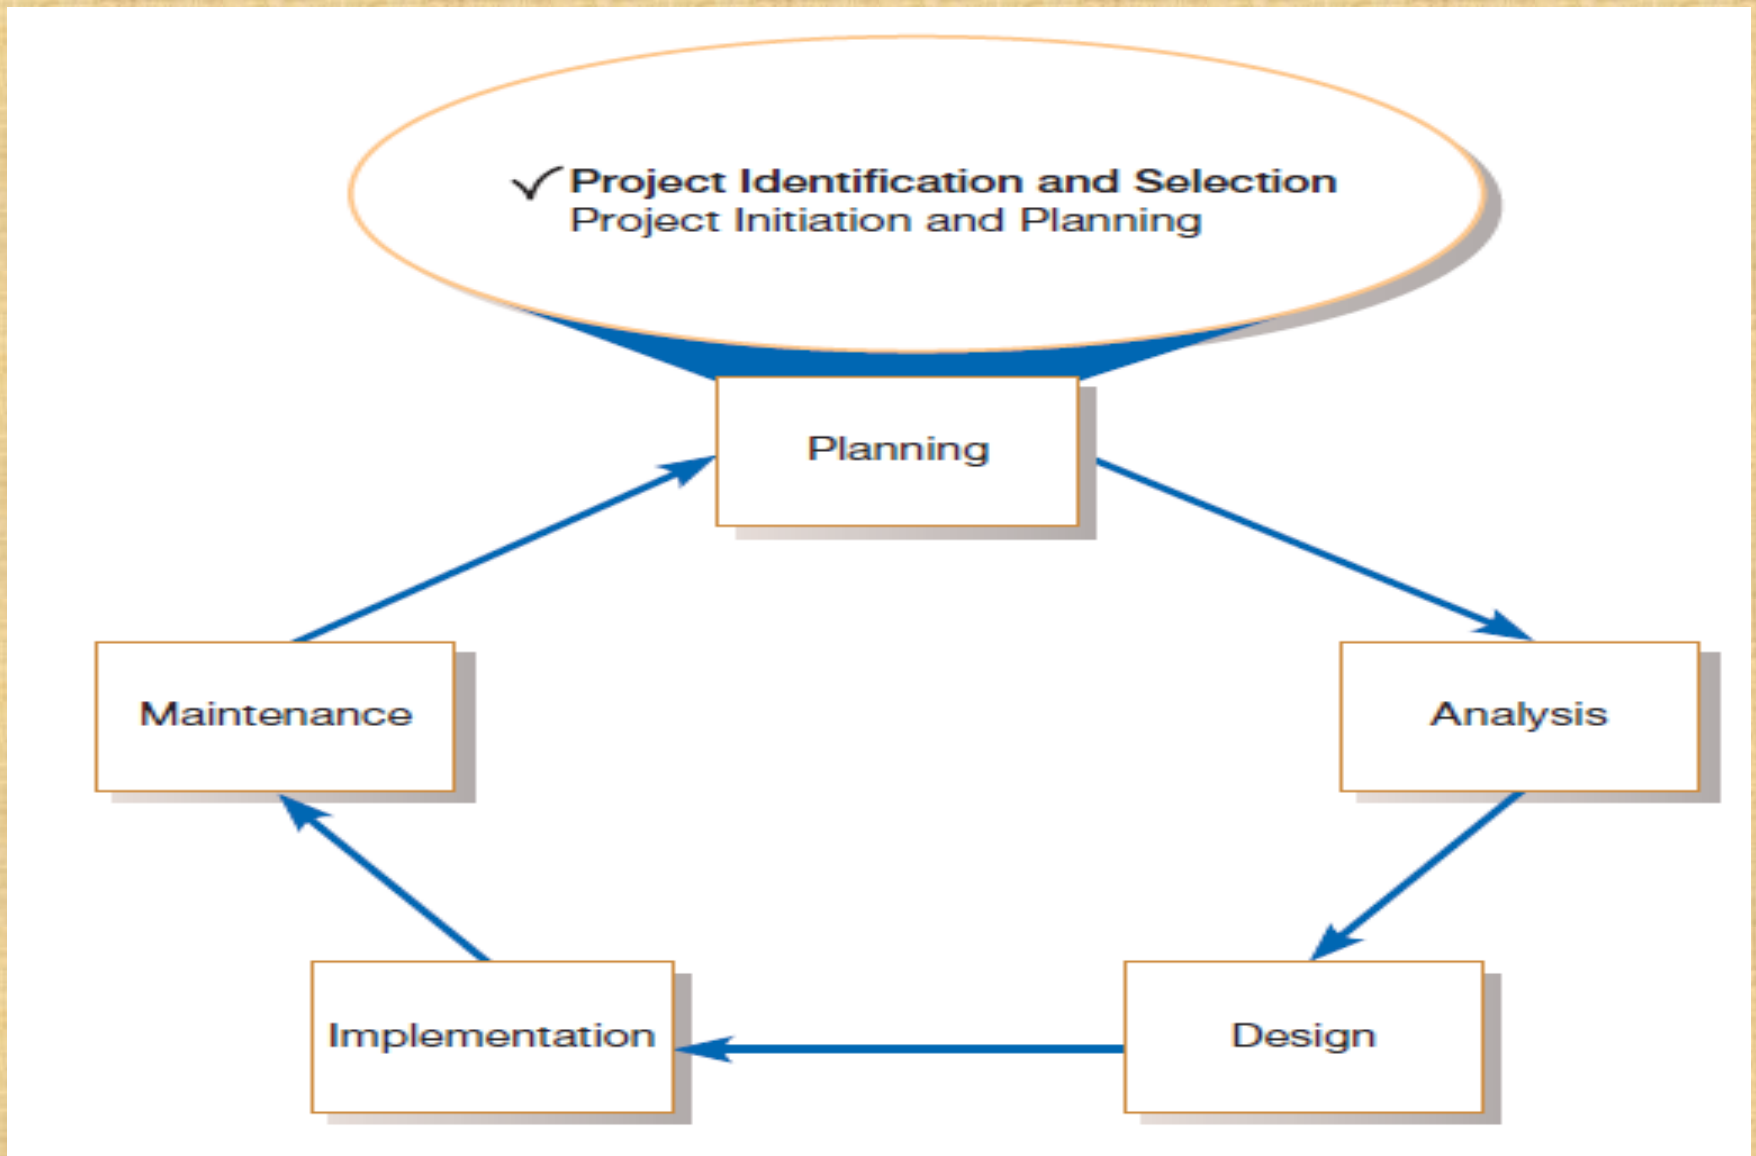 ✓ Project Identification and Selection
Project Initiation and Planning
Planning
Maintenance
Analysis
Implementation
Design